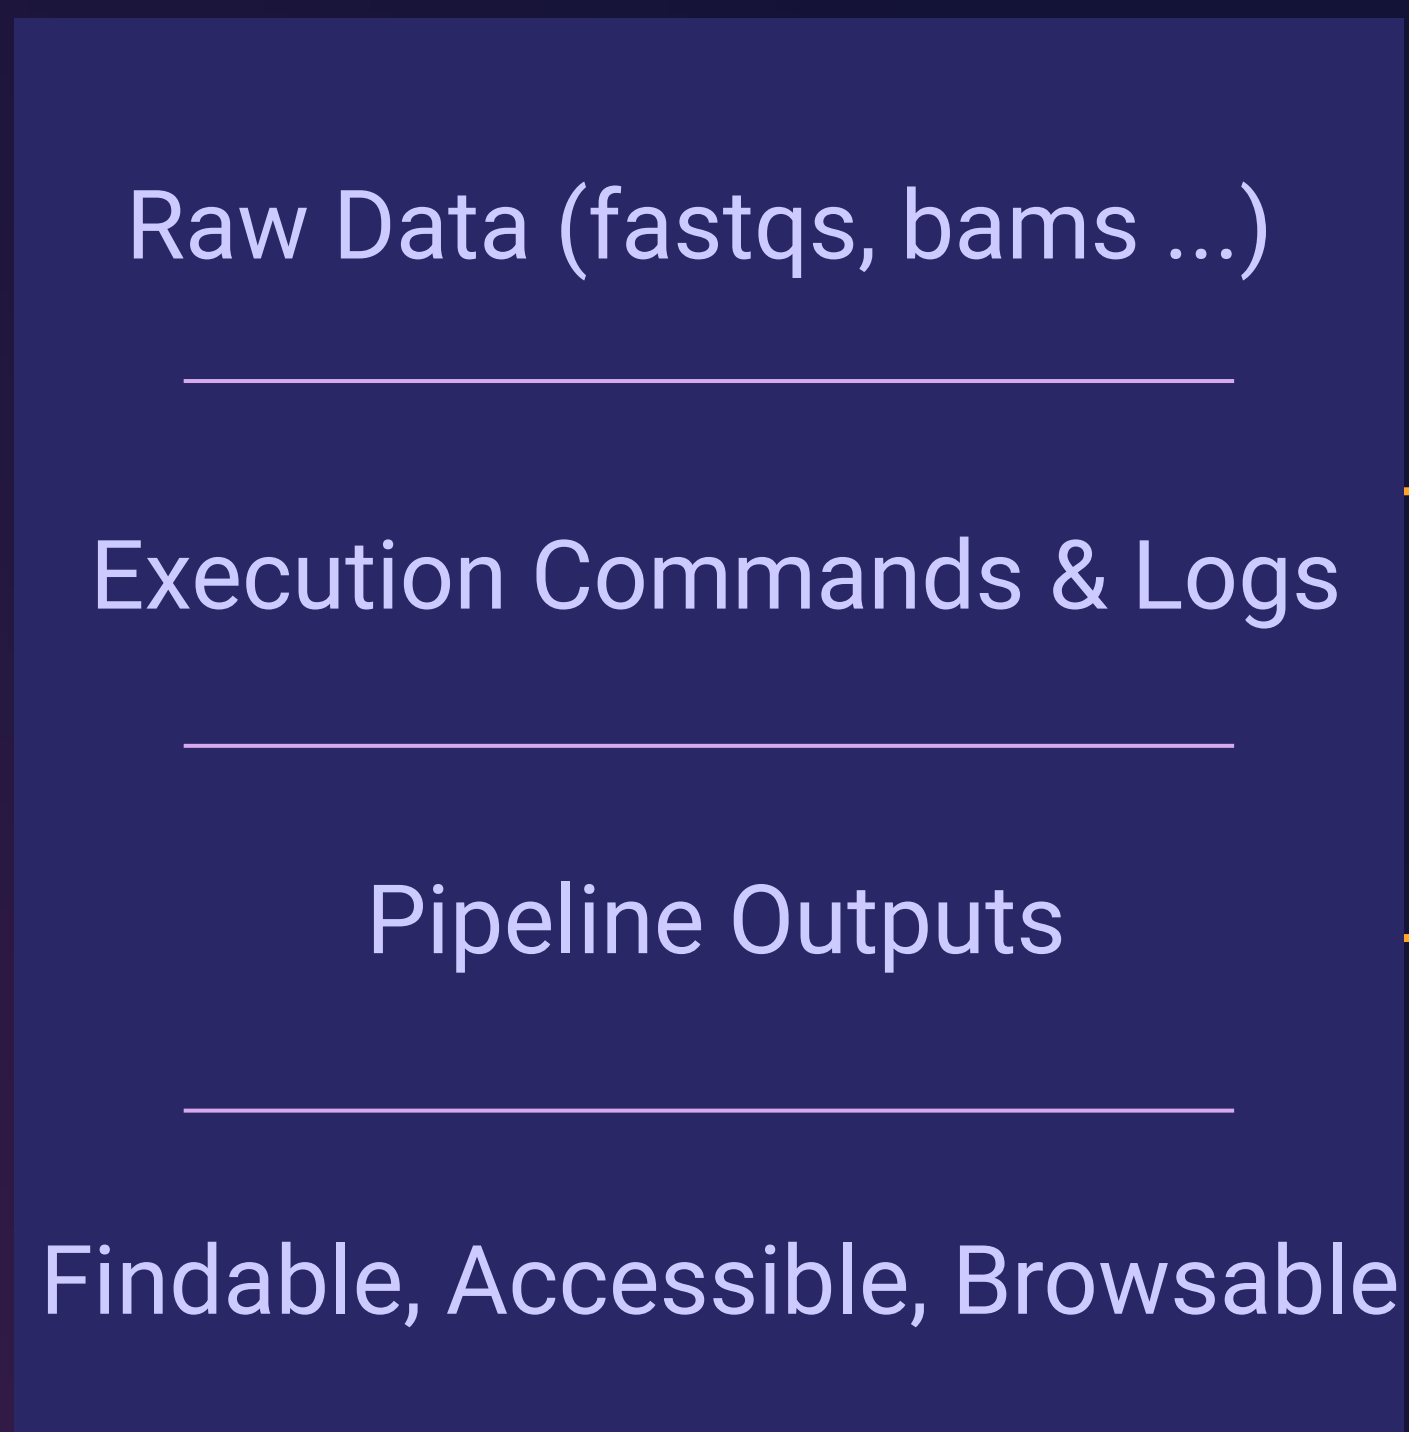 Raw Data (fastqs, bams ...)
Execution Commands & Logs
Pipeline Outputs
Findable, Accessible, Browsable